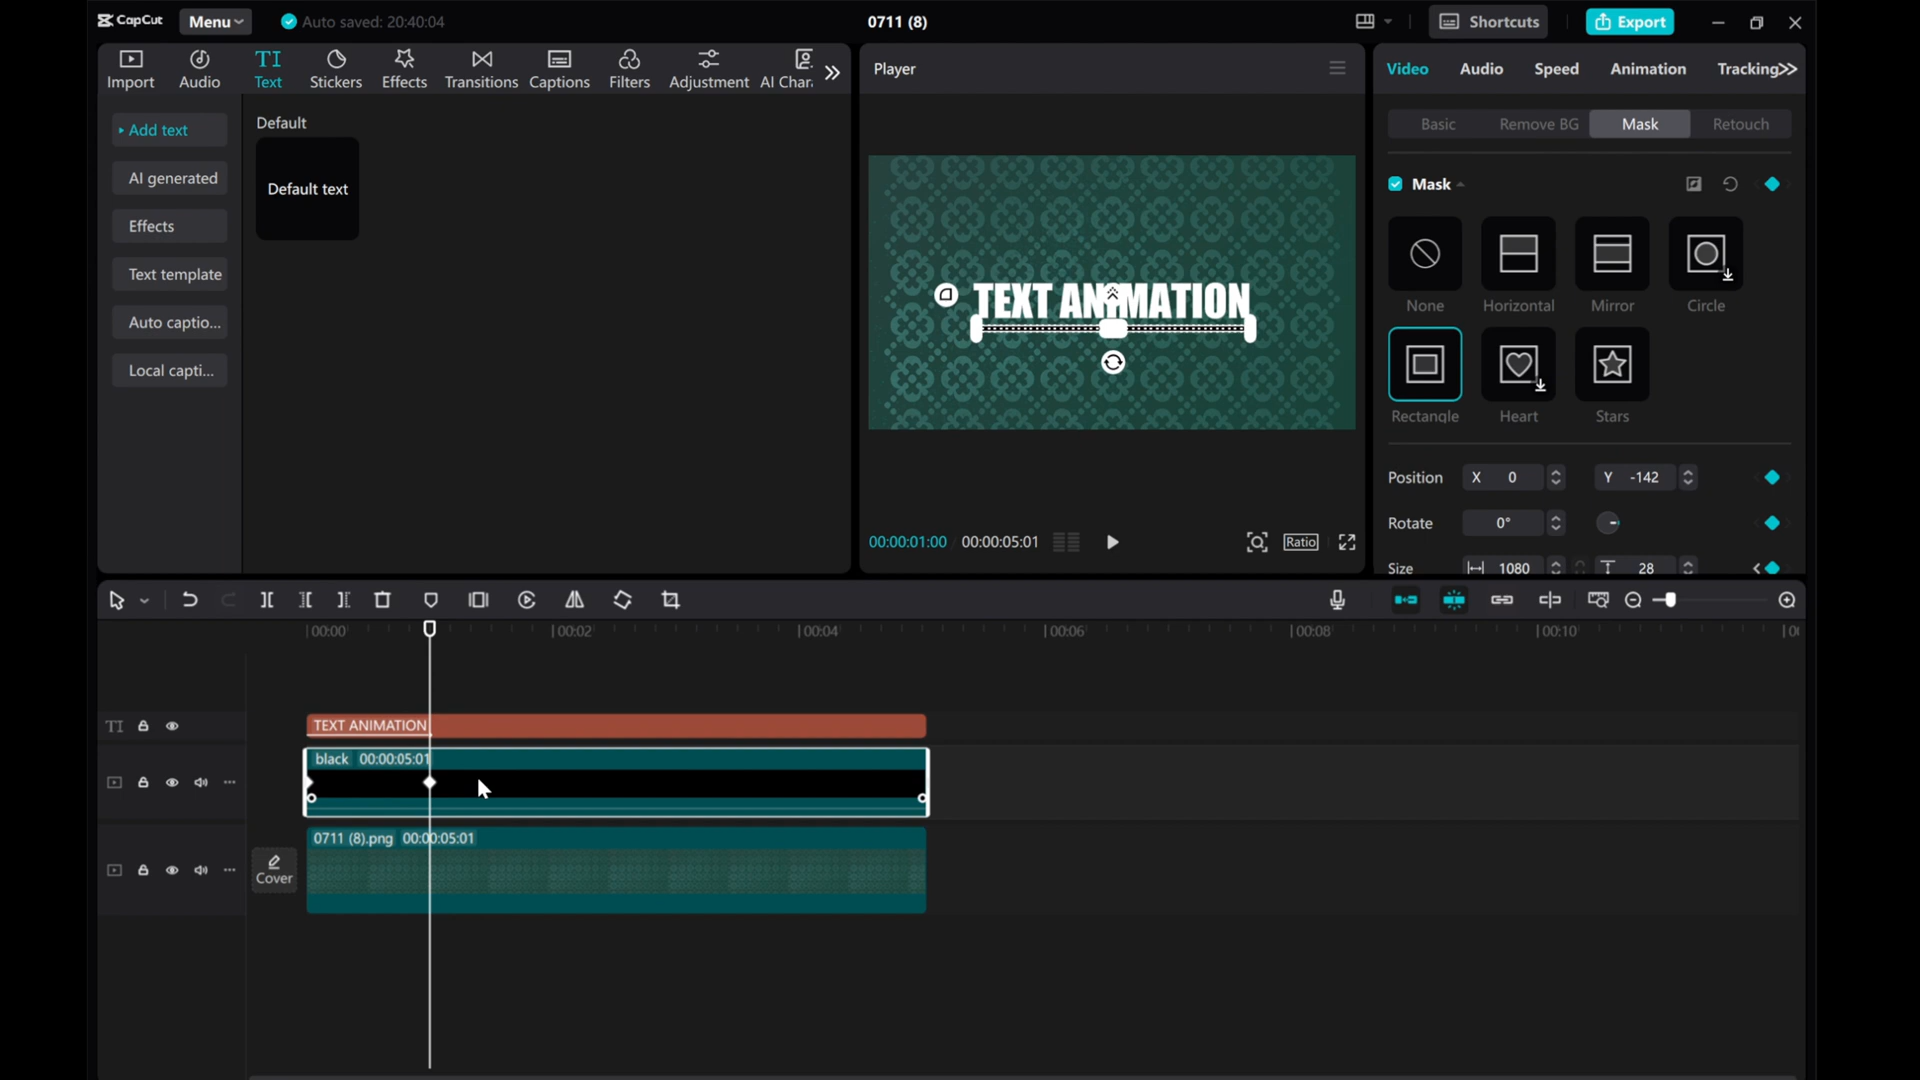 CapCut Menu Auto saved: 20:40:04 0711 (8) Shortcuts Export
Import Audio Text Stickers Effects Transitions Captions Filters Adjustment AI Char
TI
Add text
AI generated
Effects
Text template
Auto captio...
Local capti...
Default
Default text
Player
TEXT ANIMATION
00:00:01:00 00:00:05:01 Ratio
Video Audio Speed Animation Tracking
Basic Remove BG Mask Retouch
Mask
None Horizontal Mirror Circle
Rectangle Heart Stars
Position X 0 Y -142
Rotate 0°
Size 1080 28
00:00 00:02 00:04 00:06 00:08 00:10
TI TEXT ANIMATION
black 00:00:05:01
0711 (8).png 00:00:05:01
Cover